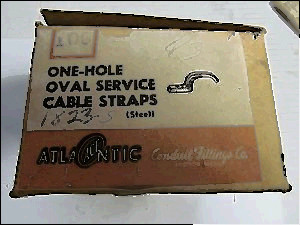 100
ONE-HOLE
OVAL SERVICE
CABLE STRAPS
(Steel)
1823-S
ATLANTIC Conduit Fittings Co.